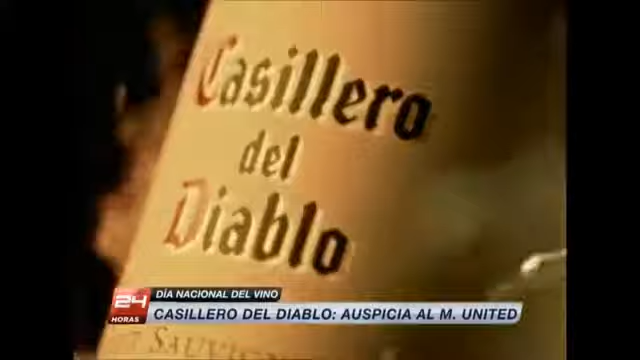 Casillero
del
Diablo
24
HORAS
DÍA NACIONAL DEL VINO
CASILLERO DEL DIABLO: AUSPICIA AL M. UNITED